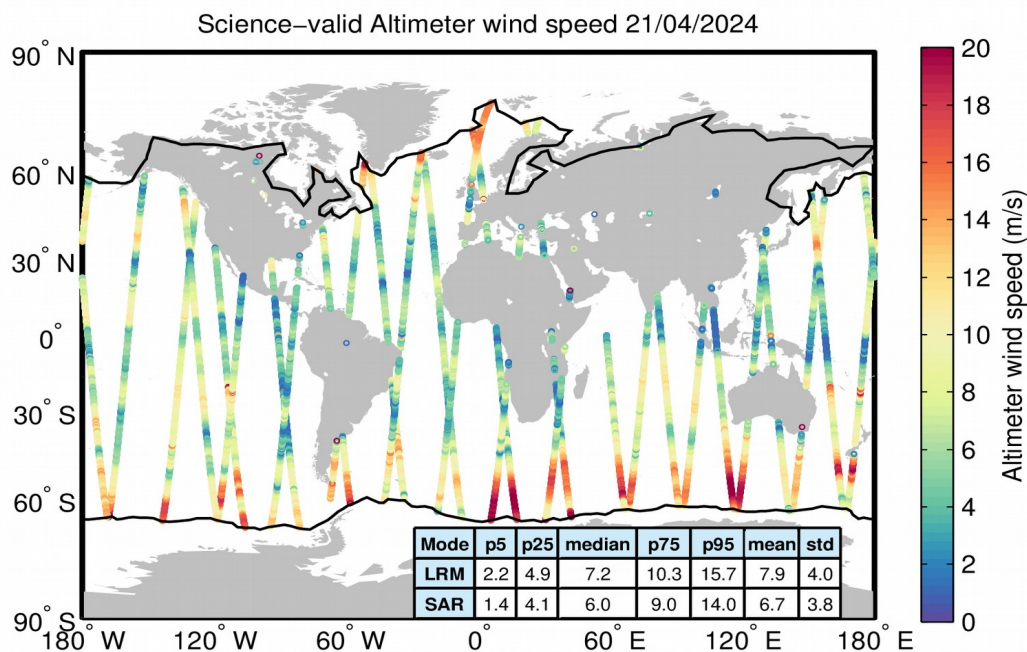 Science−valid Altimeter wind speed 21/04/2024
90° N
60° N
30° N
0°
30° S
60° S
90° S
180° W
120° W
60° W
0°
60° E
120° E
180° E
Mode p5 p25 median p75 p95 mean std
LRM 2.2 4.9 7.2 10.3 15.7 7.9 4.0
SAR 1.4 4.1 6.0 9.0 14.0 6.7 3.8
20
18
16
14
12
10
8
6
4
2
0
Altimeter wind speed (m/s)